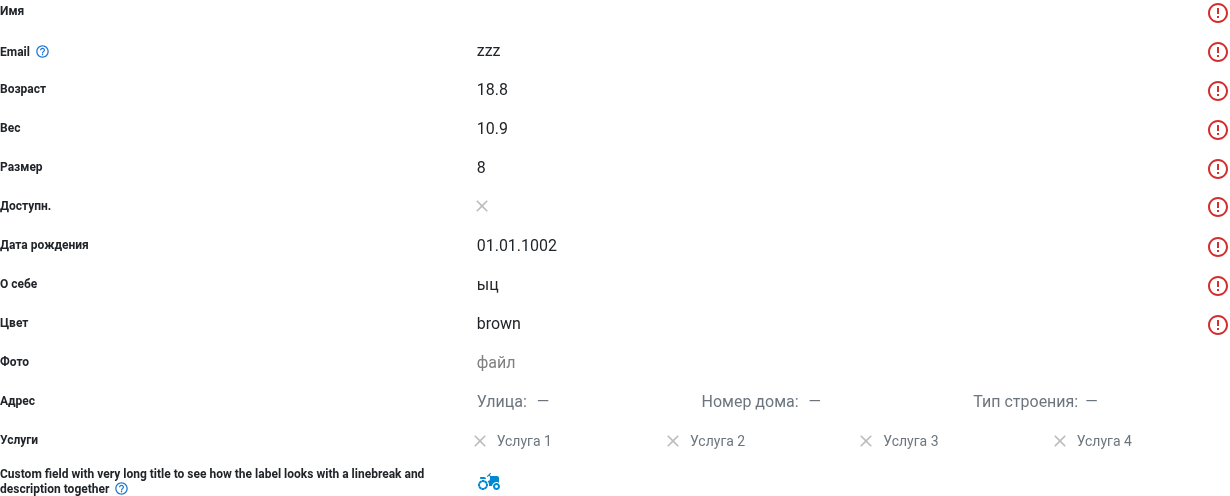 Имя
Email zzz
Возраст 18.8
Вес 10.9
Размер 8
Доступн.
Дата рождения 01.01.1002
О себе ыц
Цвет brown
Фото файл
Адрес Улица: — Номер дома: — Тип строения: —
Услуги Услуга 1 Услуга 2 Услуга 3 Услуга 4
Custom field with very long title to see how the label looks with a linebreak and
description together